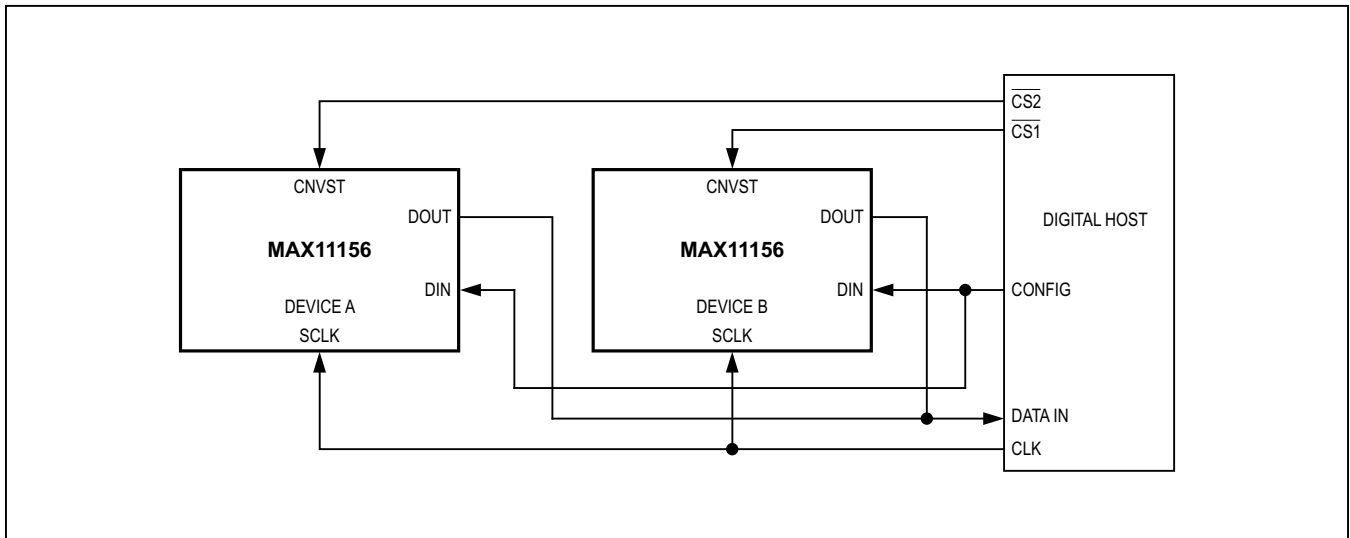 CS2
CS1
CNVST
DOUT
MAX11156
DIN
DEVICE A
SCLK
CNVST
DOUT
MAX11156
DIN
DEVICE B
SCLK
DIGITAL HOST
CONFIG
DATA IN
CLK